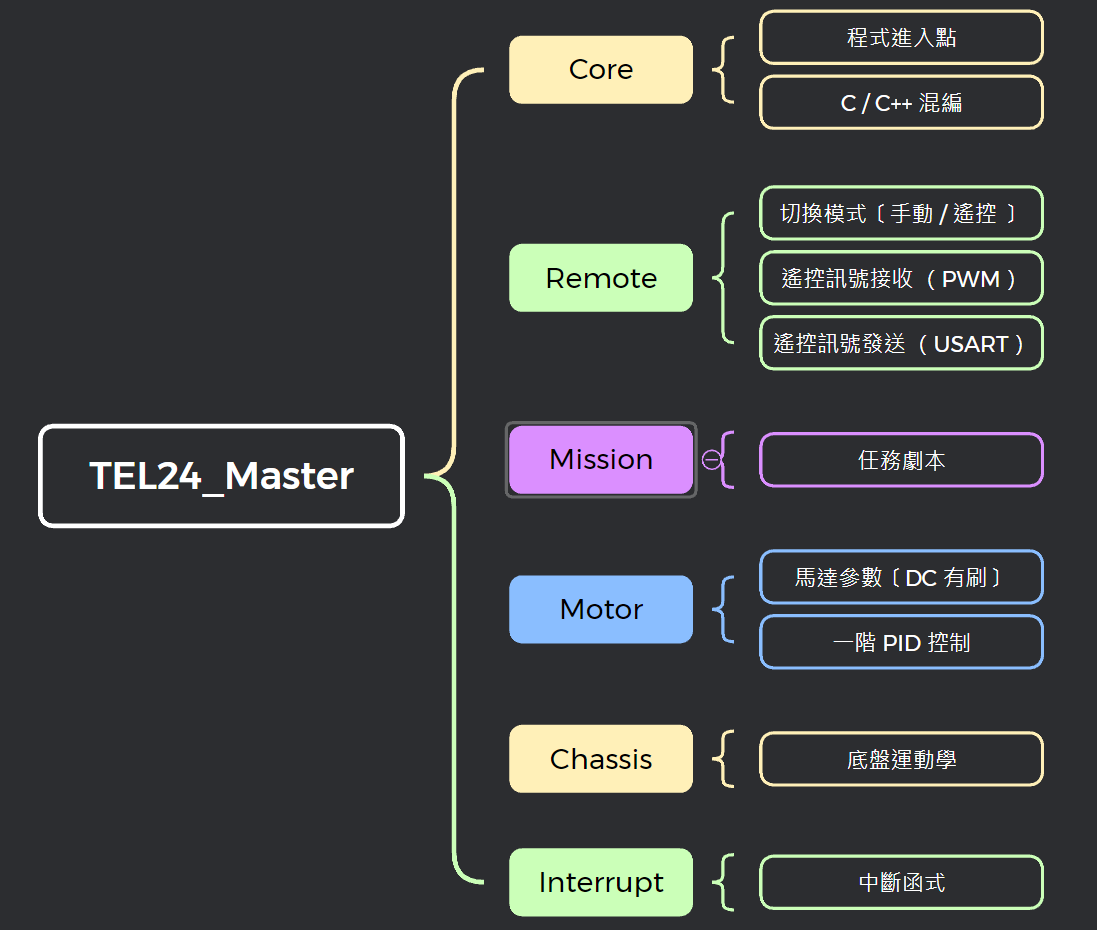 TEL24_Master
Core
程式進入點
C / C++ 混編
Remote
切換模式〔 手動 / 遙控 〕
遙控訊號接收 （ PWM ）
遙控訊號發送 （ USART ）
Mission
任務劇本
Motor
馬達參數〔 DC 有刷 〕
一階 PID 控制
Chassis
底盤運動學
Interrupt
中斷函式